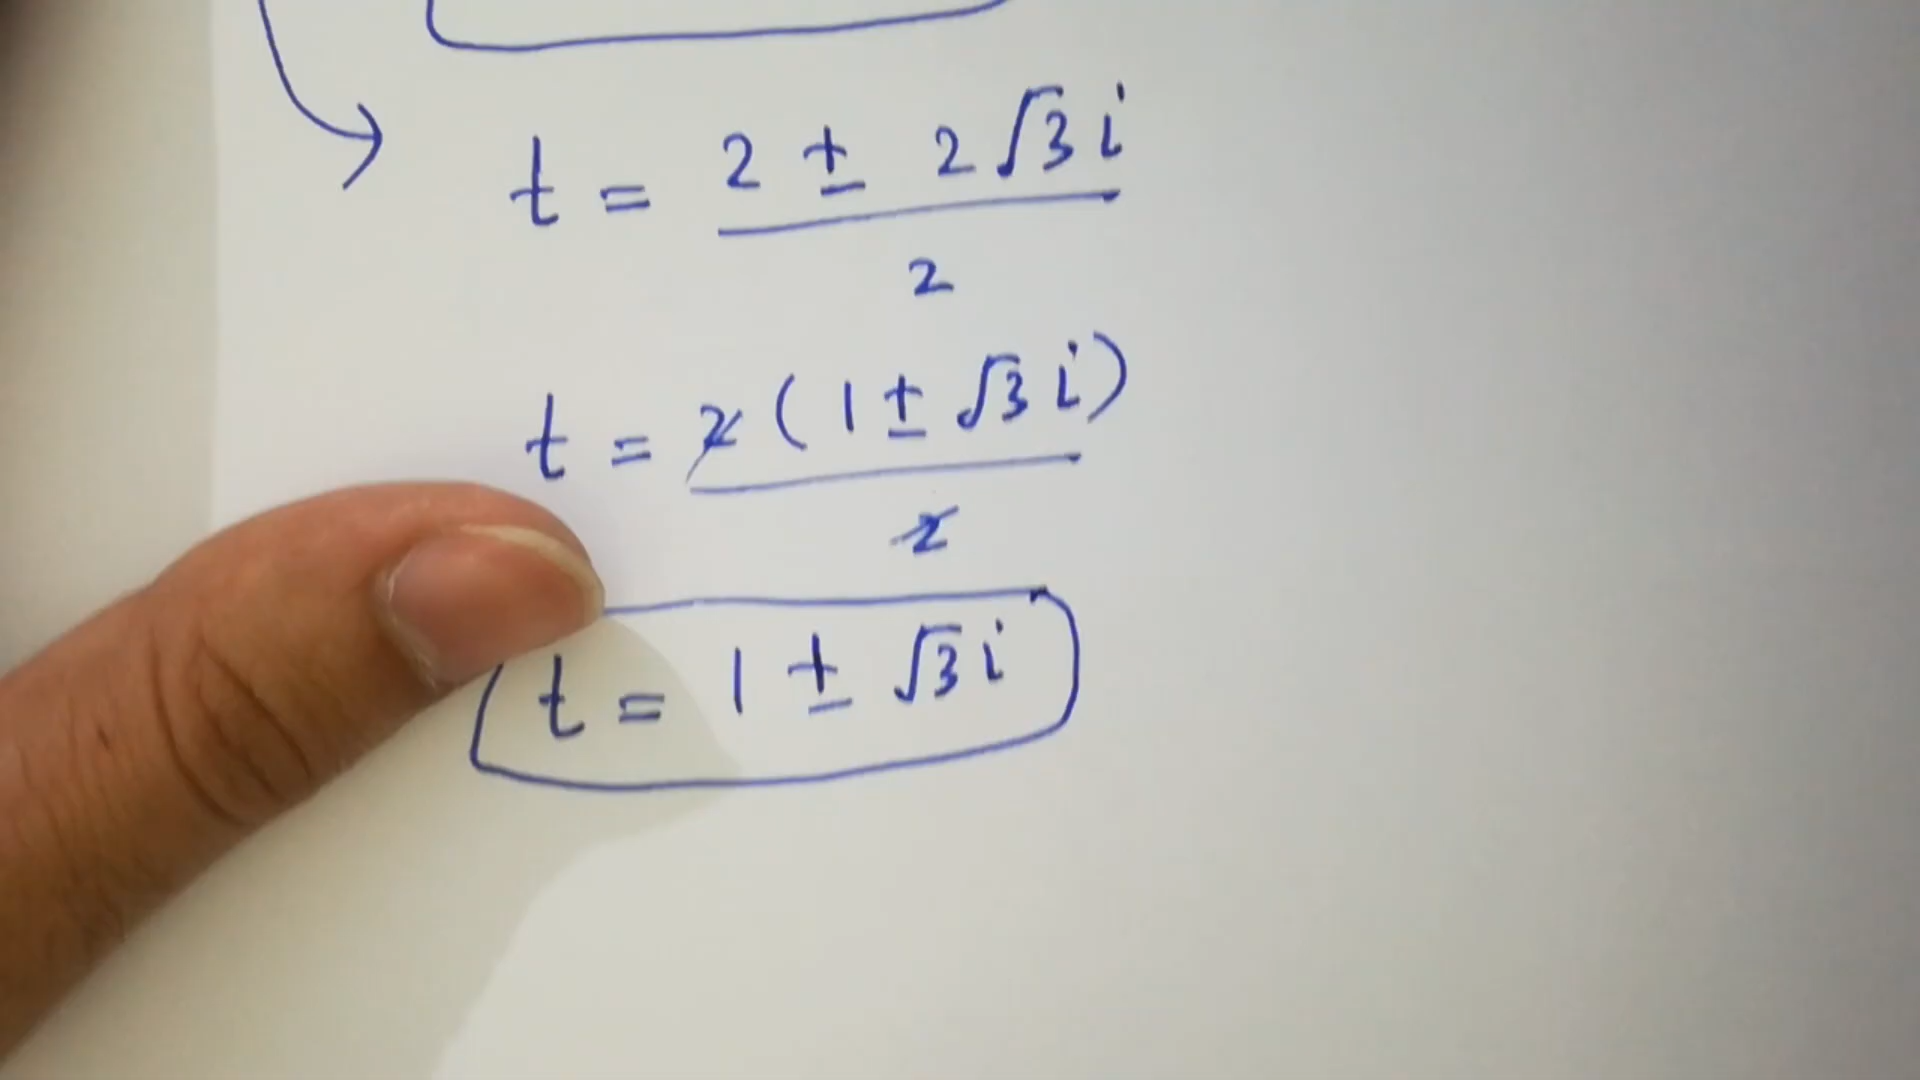 t = 2 ± 2√3 i / 2
t = 2 ( 1 ± √3 i ) / 2
t = 1 ± √3 i